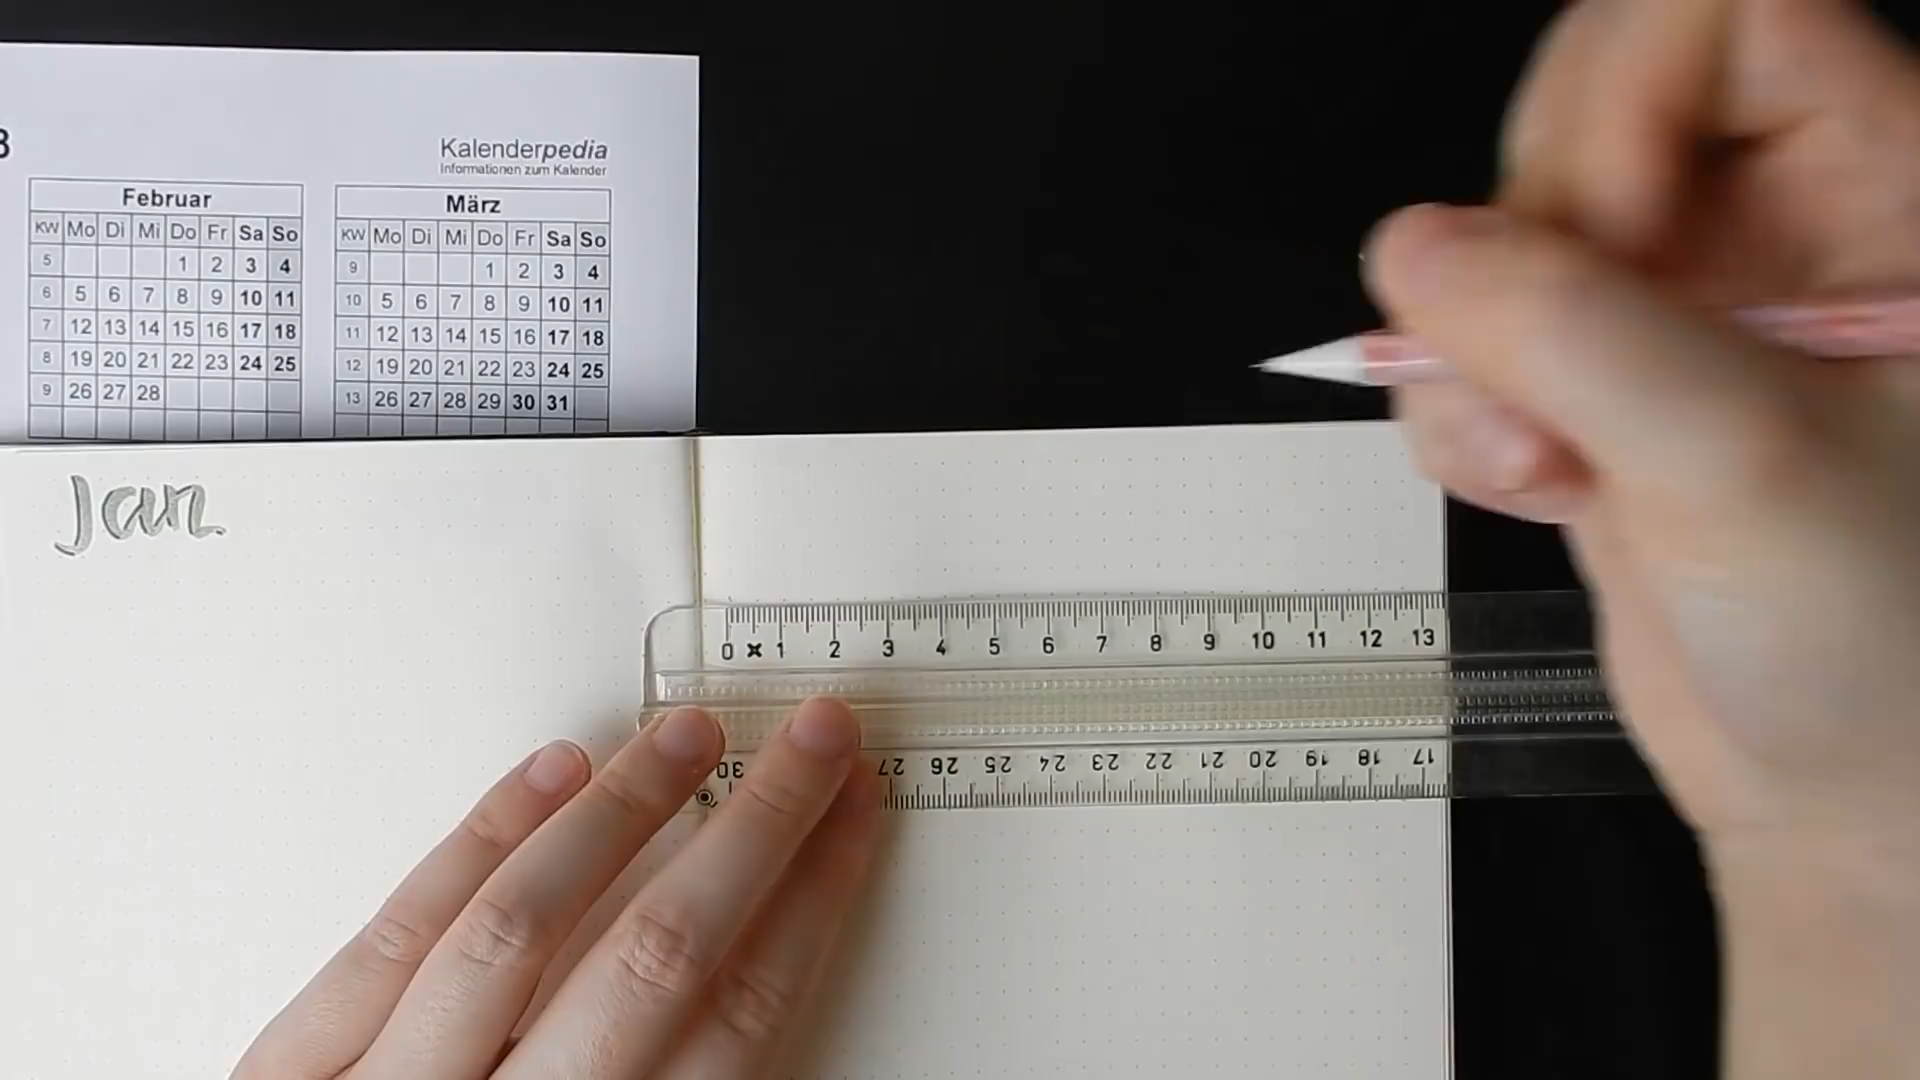 8
Kalenderpedia
Informationen zum Kalender
Februar
KW Mo Di Mi Do Fr Sa So
5 1 2 3 4
6 5 6 7 8 9 10 11
7 12 13 14 15 16 17 18
8 19 20 21 22 23 24 25
9 26 27 28
März
KW Mo Di Mi Do Fr Sa So
9 1 2 3 4
10 5 6 7 8 9 10 11
11 12 13 14 15 16 17 18
12 19 20 21 22 23 24 25
13 26 27 28 29 30 31
Jan
0 1 2 3 4 5 6 7 8 9 10 11 12 13
30 27 26 25 24 23 22 21 20 19 18 17